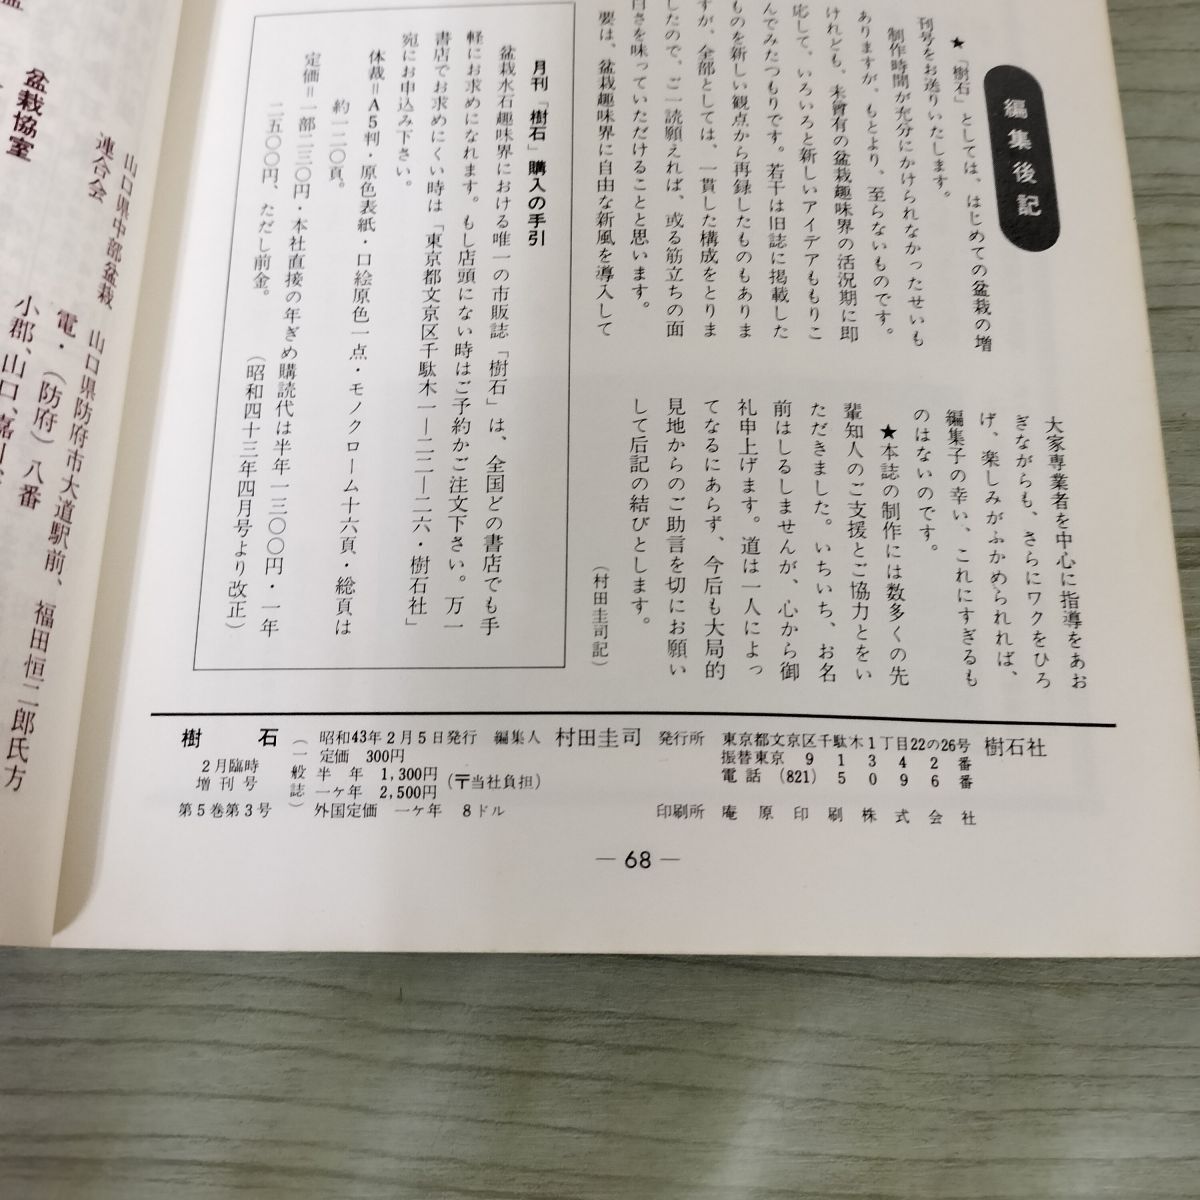 編集後記
★「樹石」としては、はじめての盆栽の増
刊号をお送りいたします。
制作時間が充分にかけられなかったせいも
ありますが、もとより、至らないものです。
けれども、未曾有の盆栽趣味界の活況期に即
応して、いろいろと新しいアイデアももりこ
んでみたつもりです。若干は旧誌に掲載した
ものを新しい観点から再録したものもありま
すが、全部としては、一貫した構成をとりま
したので、ご一読願えれば、或る筋立ちの面
白さを味っていただけることと思います。
要は、盆栽趣味界に自由な新風を導入して
大家専業者を中心に指導をあお
ぎながらも、さらにワクをひろ
げ、楽しみがふかめられれば、
編集子の幸い、これにすぎるも
のはないのです。
★本誌の制作には数多くの先
輩知人のご支援とご協力とをい
ただきました。いちいち、お名
前はしるしませんが、心から御
礼申上げます。道は一人によっ
てなるにあらず、今后も大局的
見地からのご助言を切にお願い
して后記の結びとします。
（村田圭司記）
月刊「樹石」購入の手引
盆栽水石趣味界における唯一の市販誌「樹石」は、全国どの書店でも手
軽にお求めになれます。もし店頭にない時はご予約かご注文下さい。万一
書店でお求めにくい時は「東京都文京区千駄木一―二二―二六・樹石社」
宛にお申込み下さい。
体裁＝A5判・原色表紙・口絵原色一点・モノクローム十六頁・総頁は
約一二〇頁。
定価＝一部二三〇円・本社直接の年ぎめ購読代は半年一三〇〇円・一年
二五〇〇円、ただし前金。
（昭和四十三年四月号より改正）
樹石
2月臨時
増刊号
第5巻第3号
（一般誌）
昭和43年2月5日発行 編集人 村田圭司 発行所 東京都文京区千駄木1丁目22の26号 樹石社
定価 300円
半年 1,300円
一ヶ年 2,500円
（〒当社負担）
外国定価 一ヶ年 8ドル
振替東京 91342番
電話 (821) 5096番
印刷所 庵原印刷株式会社
— 68 —
盆栽協室
山口県中部盆栽
連合会
山口県防府市大道駅前、福田恒二郎氏方
電・（防府）八番
小郡、山口、嘉川、